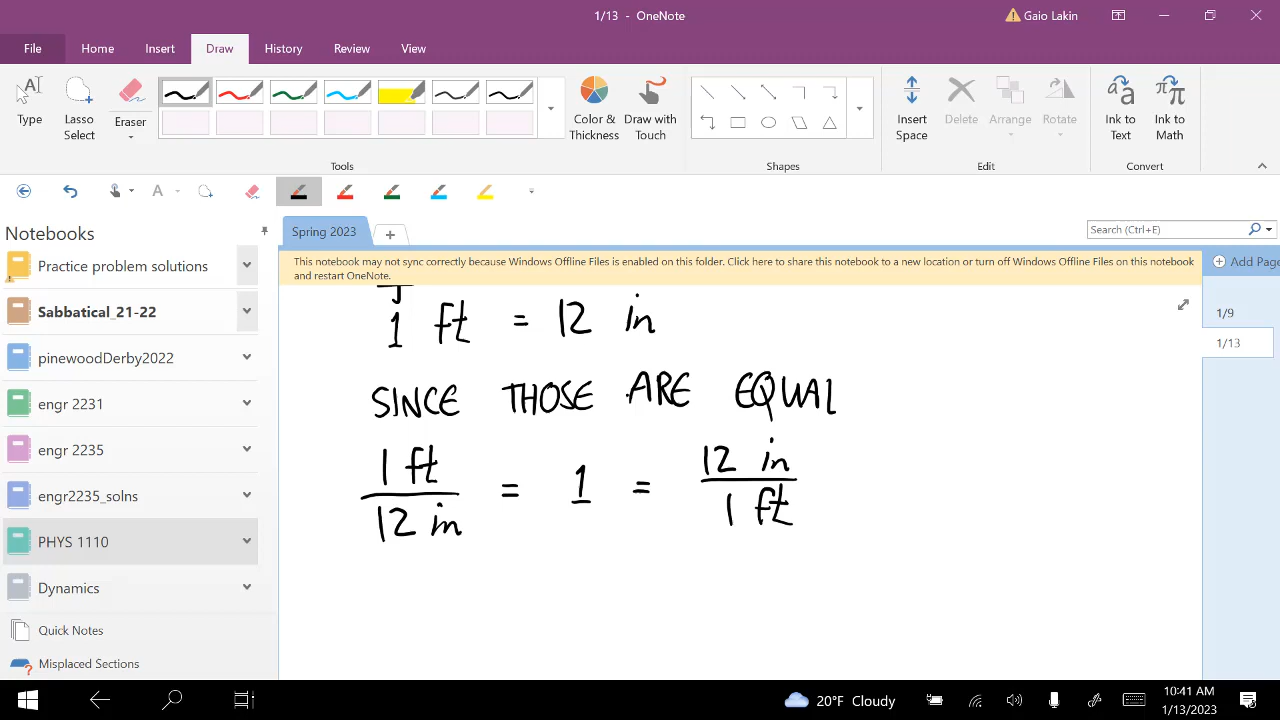 1/13 - OneNote
Gaio Lakin
File Home Insert Draw History Review View
Type
Lasso Select
Eraser
Color & Thickness
Draw with Touch
Insert Space
Delete
Arrange
Rotate
Ink to Text
Ink to Math
Tools Shapes Edit Convert
Notebooks
Practice problem solutions
Sabbatical_21-22
pinewoodDerby2022
engr 2231
engr 2235
engr2235_solns
PHYS 1110
Dynamics
Quick Notes
Misplaced Sections
Spring 2023
Search (Ctrl+E)
This notebook may not sync correctly because Windows Offline Files is enabled on this folder. Click here to share this notebook to a new location or turn off Windows Offline Files on this notebook
and restart OneNote.
Add Page
1/9
1/13
1 ft = 12 in
SINCE THOSE ARE EQUAL
1 ft / 12 in = 1 = 12 in / 1 ft
20°F Cloudy
10:41 AM
1/13/2023